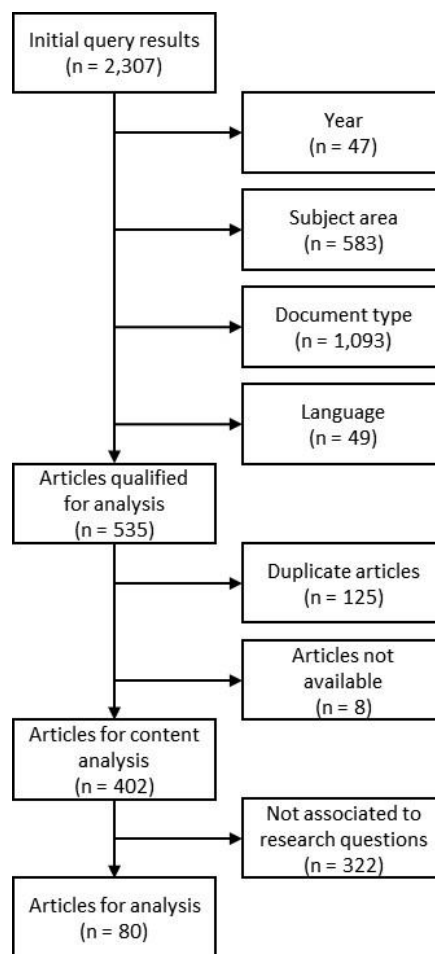 Initial query results
(n = 2,307)
Year
(n = 47)
Subject area
(n = 583)
Document type
(n = 1,093)
Language
(n = 49)
Articles qualified
for analysis
(n = 535)
Duplicate articles
(n = 125)
Articles not
available
(n = 8)
Articles for content
analysis
(n = 402)
Not associated to
research questions
(n = 322)
Articles for analysis
(n = 80)